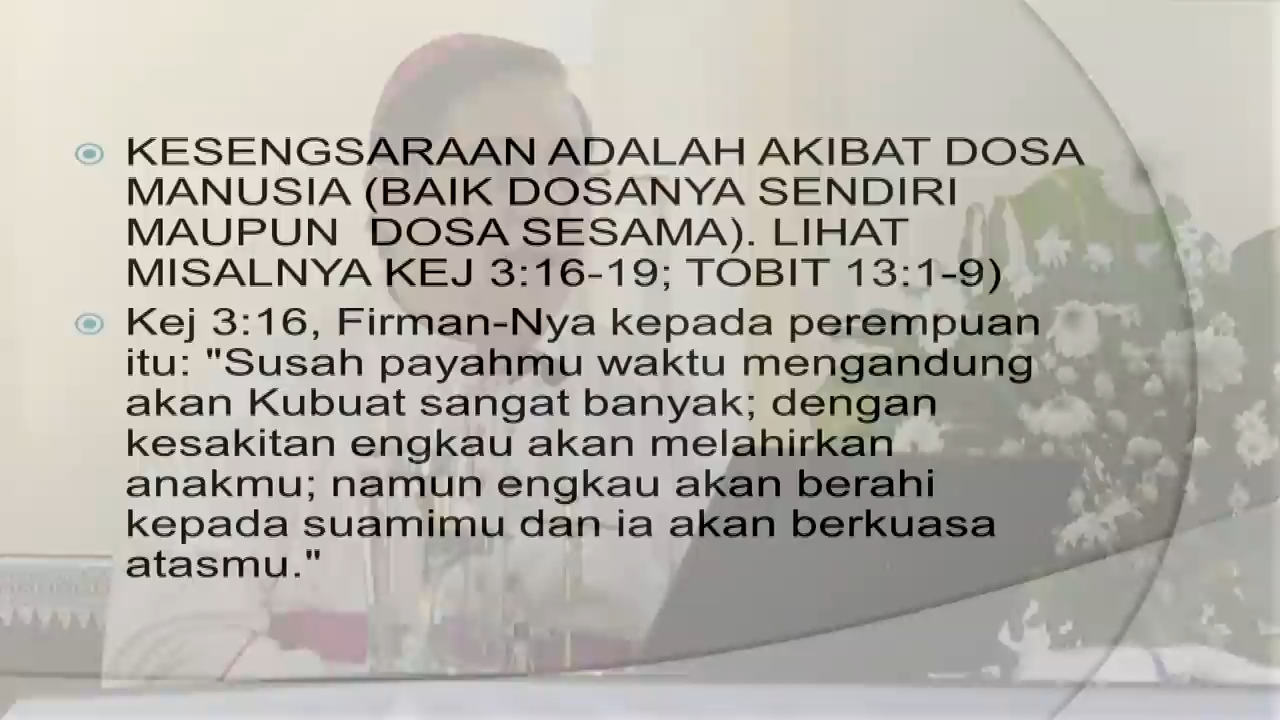 KESENGSARAAN ADALAH AKIBAT DOSA
MANUSIA (BAIK DOSANYA SENDIRI
MAUPUN  DOSA SESAMA). LIHAT
MISALNYA KEJ 3:16-19; TOBIT 13:1-9)
Kej 3:16, Firman-Nya kepada perempuan
itu: "Susah payahmu waktu mengandung
akan Kubuat sangat banyak; dengan
kesakitan engkau akan melahirkan
anakmu; namun engkau akan berahi
kepada suamimu dan ia akan berkuasa
atasmu."